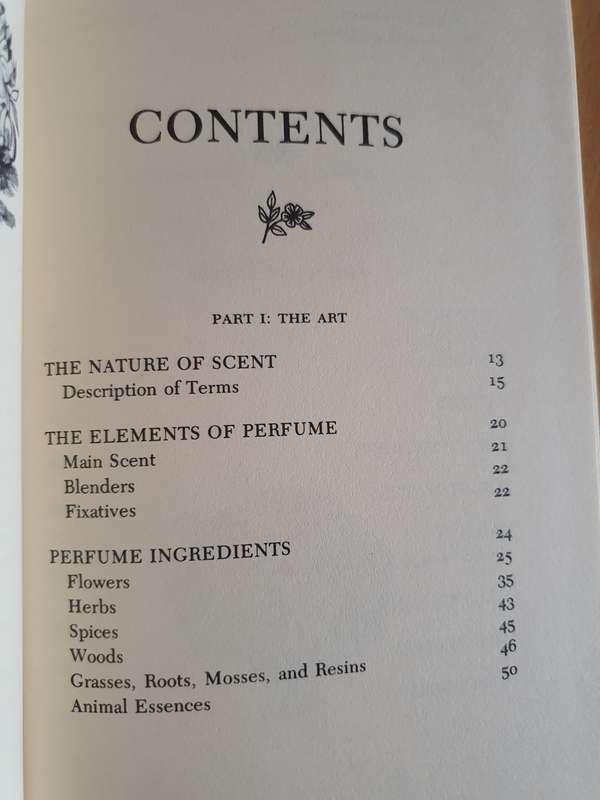 CONTENTS
PART I: THE ART
THE NATURE OF SCENT 13
Description of Terms 15
THE ELEMENTS OF PERFUME 20
Main Scent 21
Blenders 22
Fixatives 22
PERFUME INGREDIENTS 24
Flowers 25
Herbs 35
Spices 43
Woods 45
Grasses, Roots, Mosses, and Resins 46
Animal Essences 50